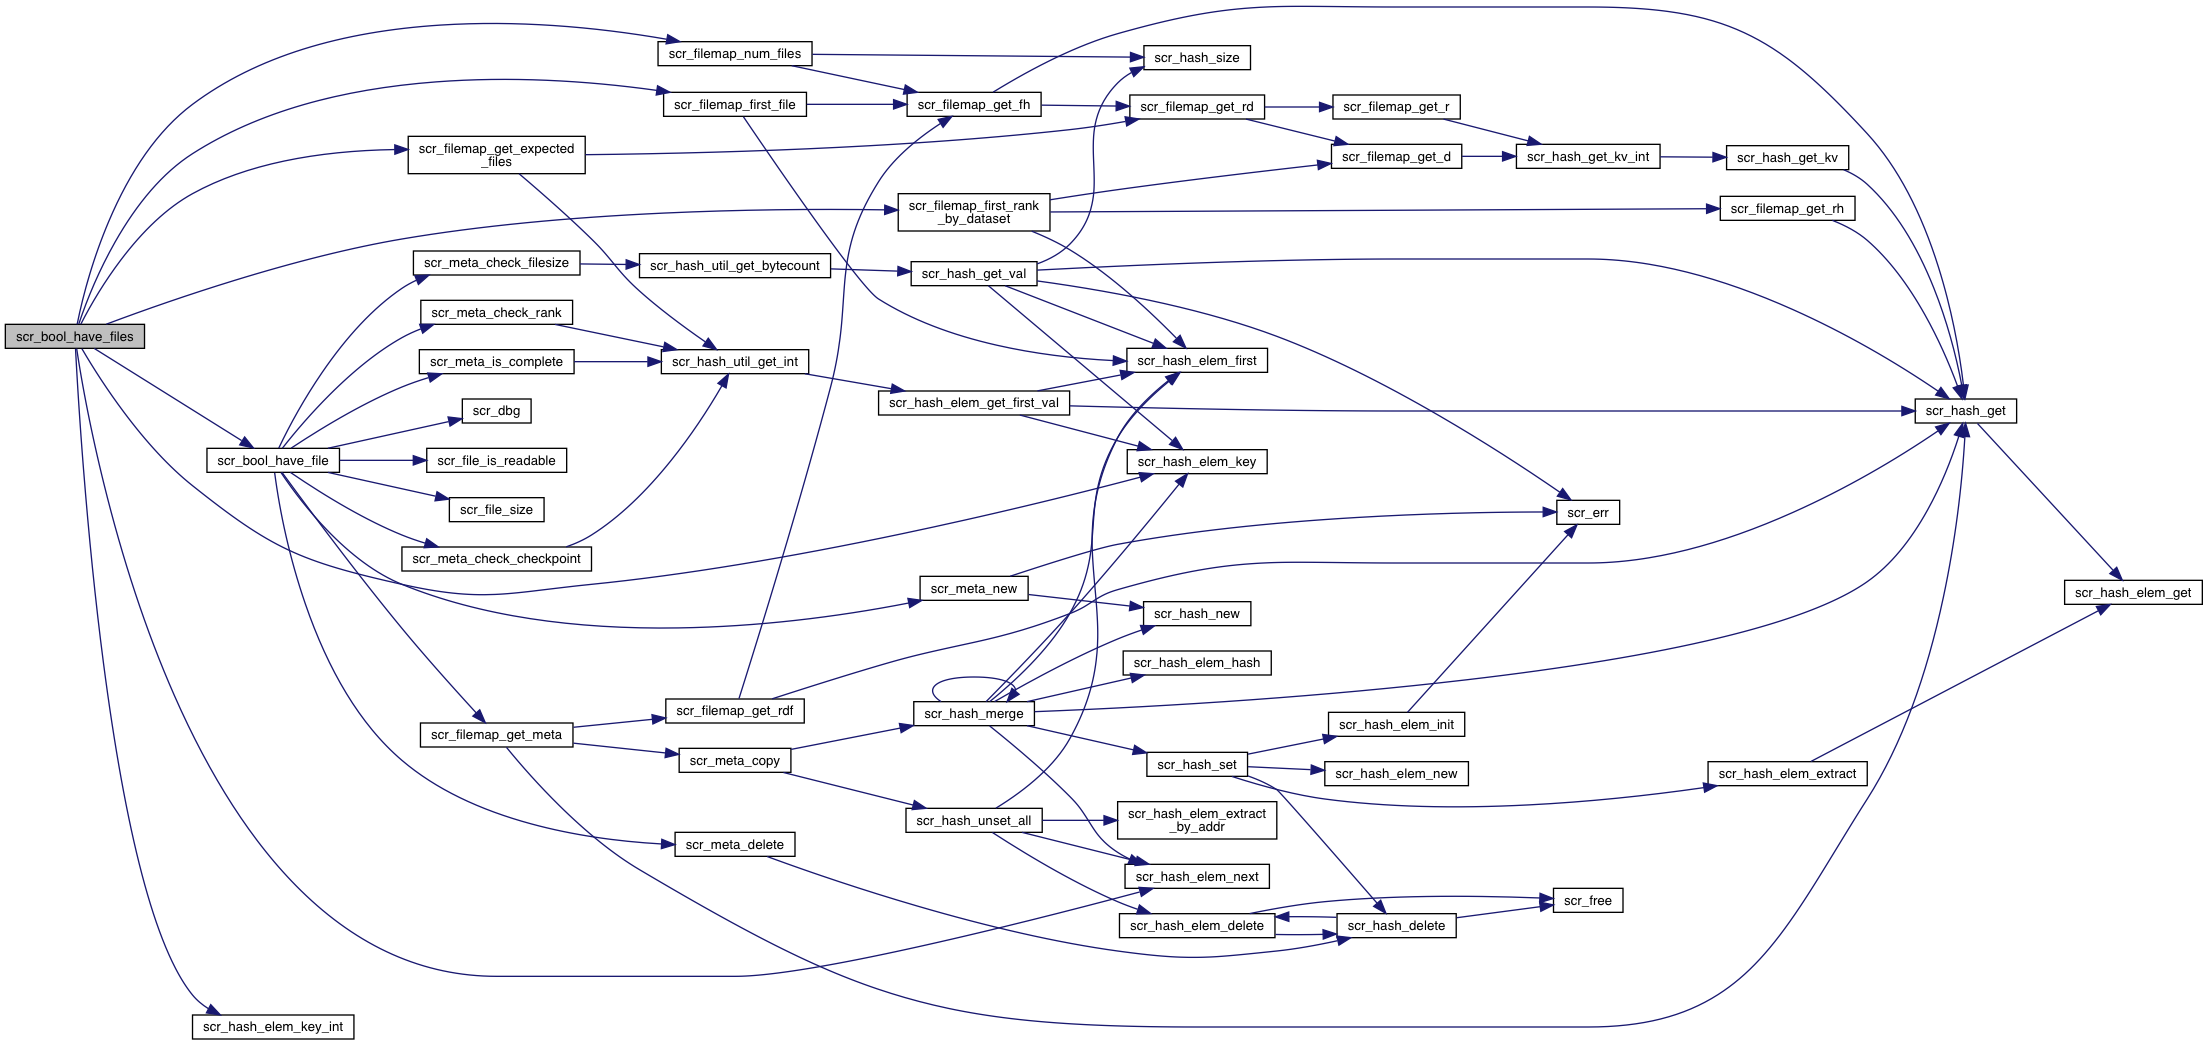 scr_filemap_num_files
scr_hash_size
scr_filemap_first_file
scr_filemap_get_fh
scr_filemap_get_rd
scr_filemap_get_r
scr_filemap_get_expected
_files
scr_filemap_get_d
scr_hash_get_kv_int
scr_hash_get_kv
scr_filemap_first_rank
_by_dataset
scr_filemap_get_rh
scr_meta_check_filesize
scr_hash_util_get_bytecount
scr_hash_get_val
scr_meta_check_rank
scr_bool_have_files
scr_meta_is_complete
scr_hash_util_get_int
scr_hash_elem_first
scr_dbg
scr_hash_elem_get_first_val
scr_hash_get
scr_bool_have_file
scr_file_is_readable
scr_hash_elem_key
scr_file_size
scr_err
scr_meta_check_checkpoint
scr_meta_new
scr_hash_elem_get
scr_hash_new
scr_hash_elem_hash
scr_filemap_get_rdf
scr_hash_merge
scr_hash_elem_init
scr_filemap_get_meta
scr_meta_copy
scr_hash_set
scr_hash_elem_new
scr_hash_elem_extract
scr_hash_unset_all
scr_hash_elem_extract
_by_addr
scr_meta_delete
scr_hash_elem_next
scr_free
scr_hash_elem_delete
scr_hash_delete
scr_hash_elem_key_int